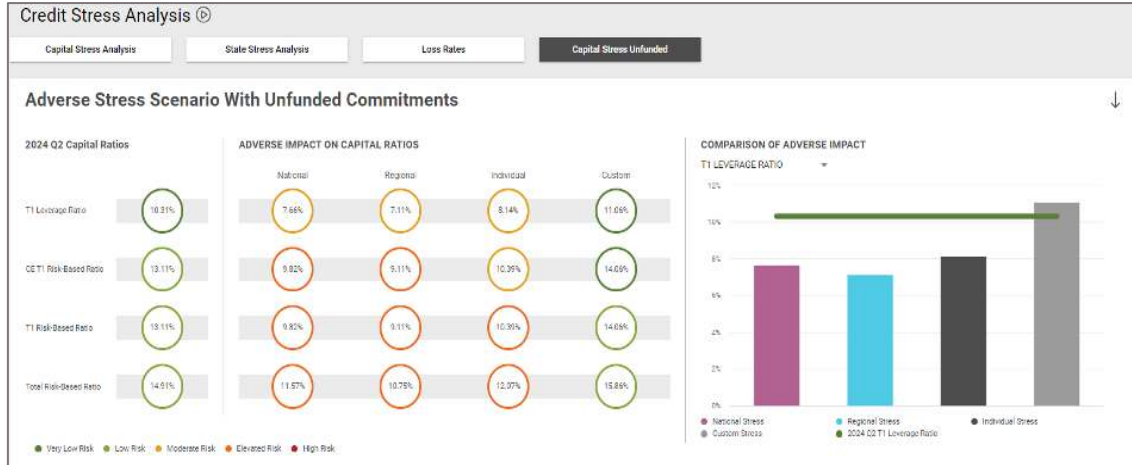 Credit Stress Analysis
Capital Stress Analysis
State Stress Analysis
Loss Rates
Capital Stress Unfunded
Adverse Stress Scenario With Unfunded Commitments
2024 Q2 Capital Ratios
ADVERSE IMPACT ON CAPITAL RATIOS
National Regional Individual Custom
T1 Leverage Ratio 10.31% 7.66% 7.11% 8.14% 11.06%
CE T1 Risk-Based Ratio 13.11% 9.82% 9.11% 10.39% 14.06%
T1 Risk-Based Ratio 13.11% 9.82% 9.11% 10.39% 14.06%
Total Risk-Based Ratio 14.91% 11.57% 10.75% 12.07% 15.86%
Very Low Risk Low Risk Moderate Risk Elevated Risk High Risk
COMPARISON OF ADVERSE IMPACT
T1 LEVERAGE RATIO
12%
10%
8%
6%
4%
2%
0%
National Stress Regional Stress Individual Stress
Custom Stress 2024 Q2 T1 Leverage Ratio